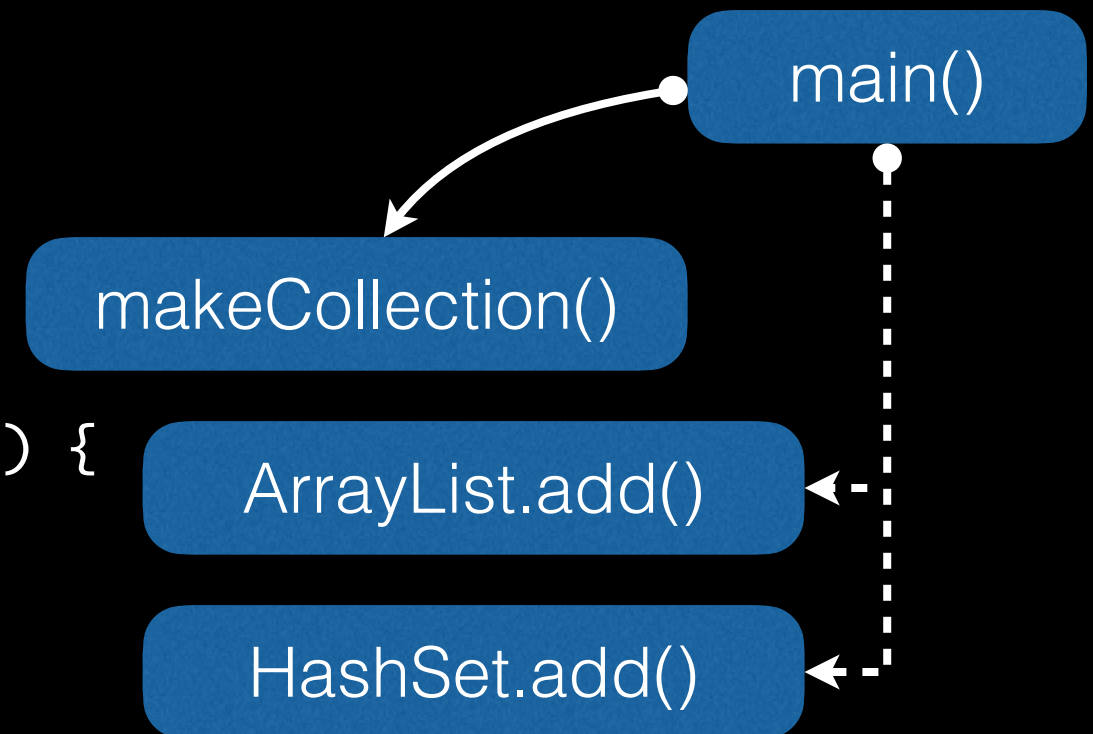 main()
makeCollection()
) {
ArrayList.add()
HashSet.add()